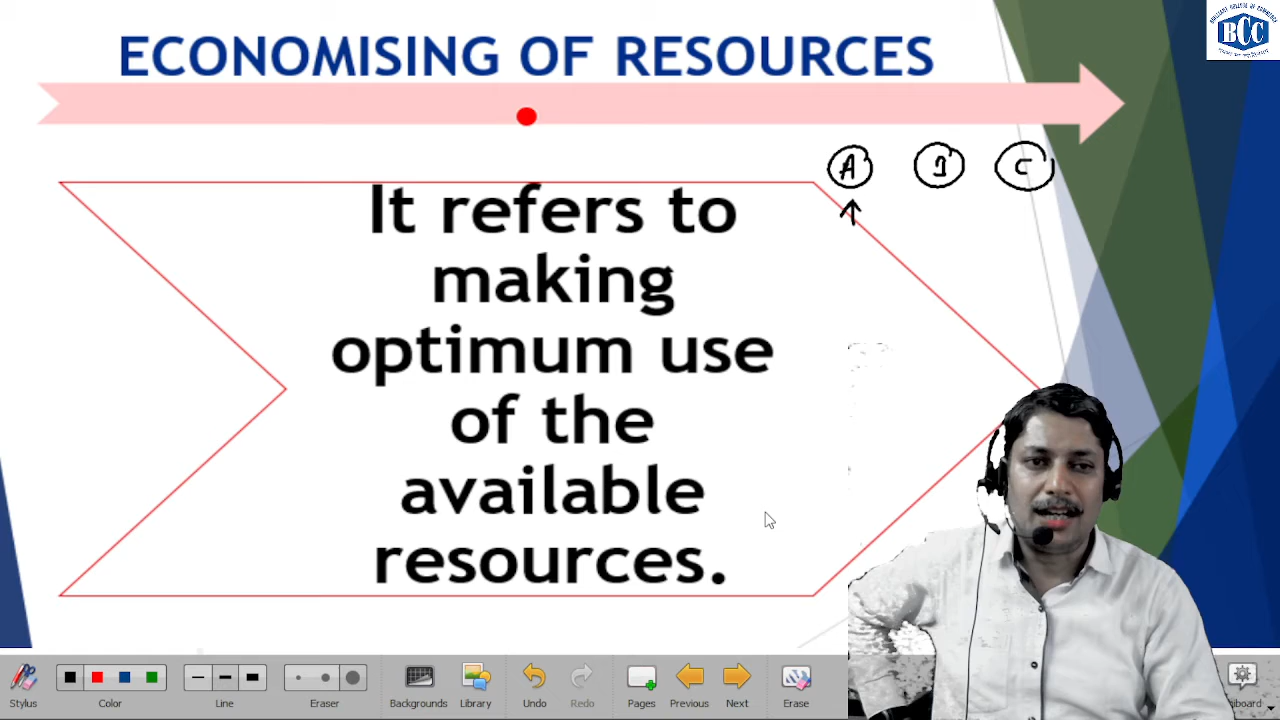 ECONOMISING OF RESOURCES
BCC
A I C
It refers to
making
optimum use
of the
available
resources.
Stylus Color Line Eraser Backgrounds Library Undo Redo Pages Previous Next Erase